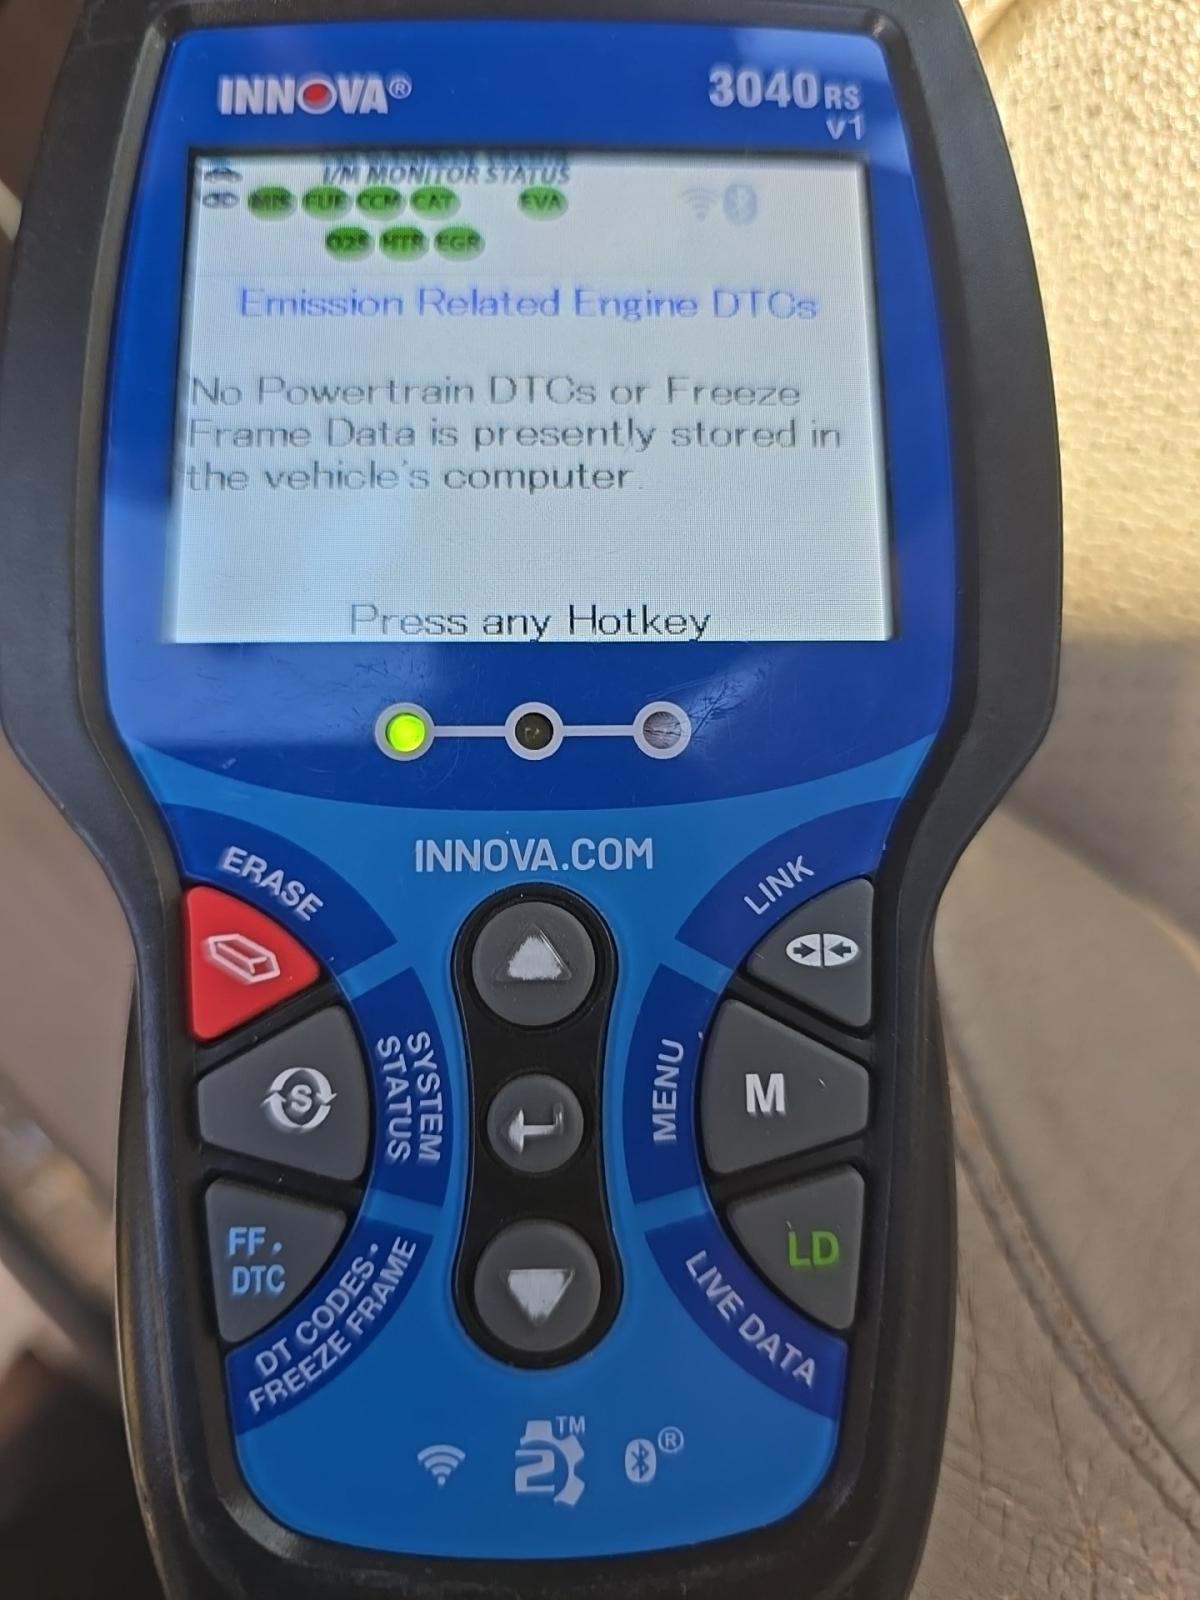 INNOVA®
3040RS
v1
I/M MONITOR STATUS
MIS FUE CCM CAT EVA
O2S HTR EGR
Emission Related Engine DTCs
No Powertrain DTCs or Freeze
Frame Data is presently stored in
the vehicle's computer.
Press any Hotkey
INNOVA.COM
ERASE
LINK
S
SYSTEM
STATUS
MENU
M
FF.
DTC
DT CODES•
FREEZE FRAME
LD
LIVE DATA
2 TM
®